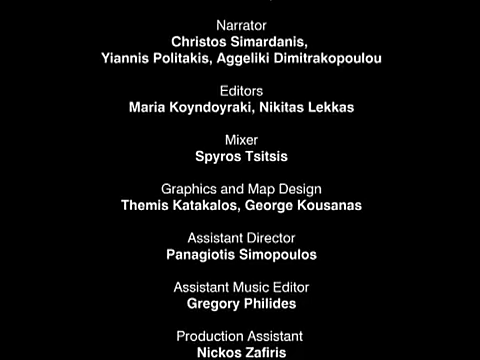 Narrator
Christos Simardanis,
Yiannis Politakis, Aggeliki Dimitrakopoulou
Editors
Maria Koyndoyraki, Nikitas Lekkas
Mixer
Spyros Tsitsis
Graphics and Map Design
Themis Katakalos, George Kousanas
Assistant Director
Panagiotis Simopoulos
Assistant Music Editor
Gregory Philides
Production Assistant
Nickos Zafiris